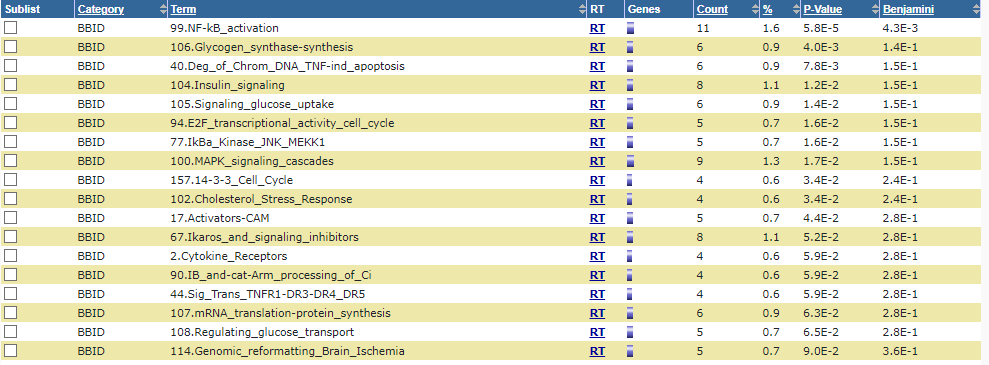 Sublist Category Term RT Genes Count % P-Value Benjamini
BBID 99.NF-kB_activation RT 11 1.6 5.8E-5 4.3E-3
BBID 106.Glycogen_synthase-synthesis RT 6 0.9 4.0E-3 1.4E-1
BBID 40.Deg_of_Chrom_DNA_TNF-ind_apoptosis RT 6 0.9 7.8E-3 1.5E-1
BBID 104.Insulin_signaling RT 8 1.1 1.2E-2 1.5E-1
BBID 105.Signaling_glucose_uptake RT 6 0.9 1.4E-2 1.5E-1
BBID 94.E2F_transcriptional_activity_cell_cycle RT 5 0.7 1.6E-2 1.5E-1
BBID 77.IkBa_Kinase_JNK_MEKK1 RT 5 0.7 1.6E-2 1.5E-1
BBID 100.MAPK_signaling_cascades RT 9 1.3 1.7E-2 1.5E-1
BBID 157.14-3-3_Cell_Cycle RT 4 0.6 3.4E-2 2.4E-1
BBID 102.Cholesterol_Stress_Response RT 4 0.6 3.4E-2 2.4E-1
BBID 17.Activators-CAM RT 5 0.7 4.4E-2 2.8E-1
BBID 67.Ikaros_and_signaling_inhibitors RT 8 1.1 5.2E-2 2.8E-1
BBID 2.Cytokine_Receptors RT 4 0.6 5.9E-2 2.8E-1
BBID 90.IB_and-cat-Arm_processing_of_Ci RT 4 0.6 5.9E-2 2.8E-1
BBID 44.Sig_Trans_TNFR1-DR3-DR4_DR5 RT 4 0.6 5.9E-2 2.8E-1
BBID 107.mRNA_translation-protein_synthesis RT 6 0.9 6.3E-2 2.8E-1
BBID 108.Regulating_glucose_transport RT 5 0.7 6.5E-2 2.8E-1
BBID 114.Genomic_reformatting_Brain_Ischemia RT 5 0.7 9.0E-2 3.6E-1